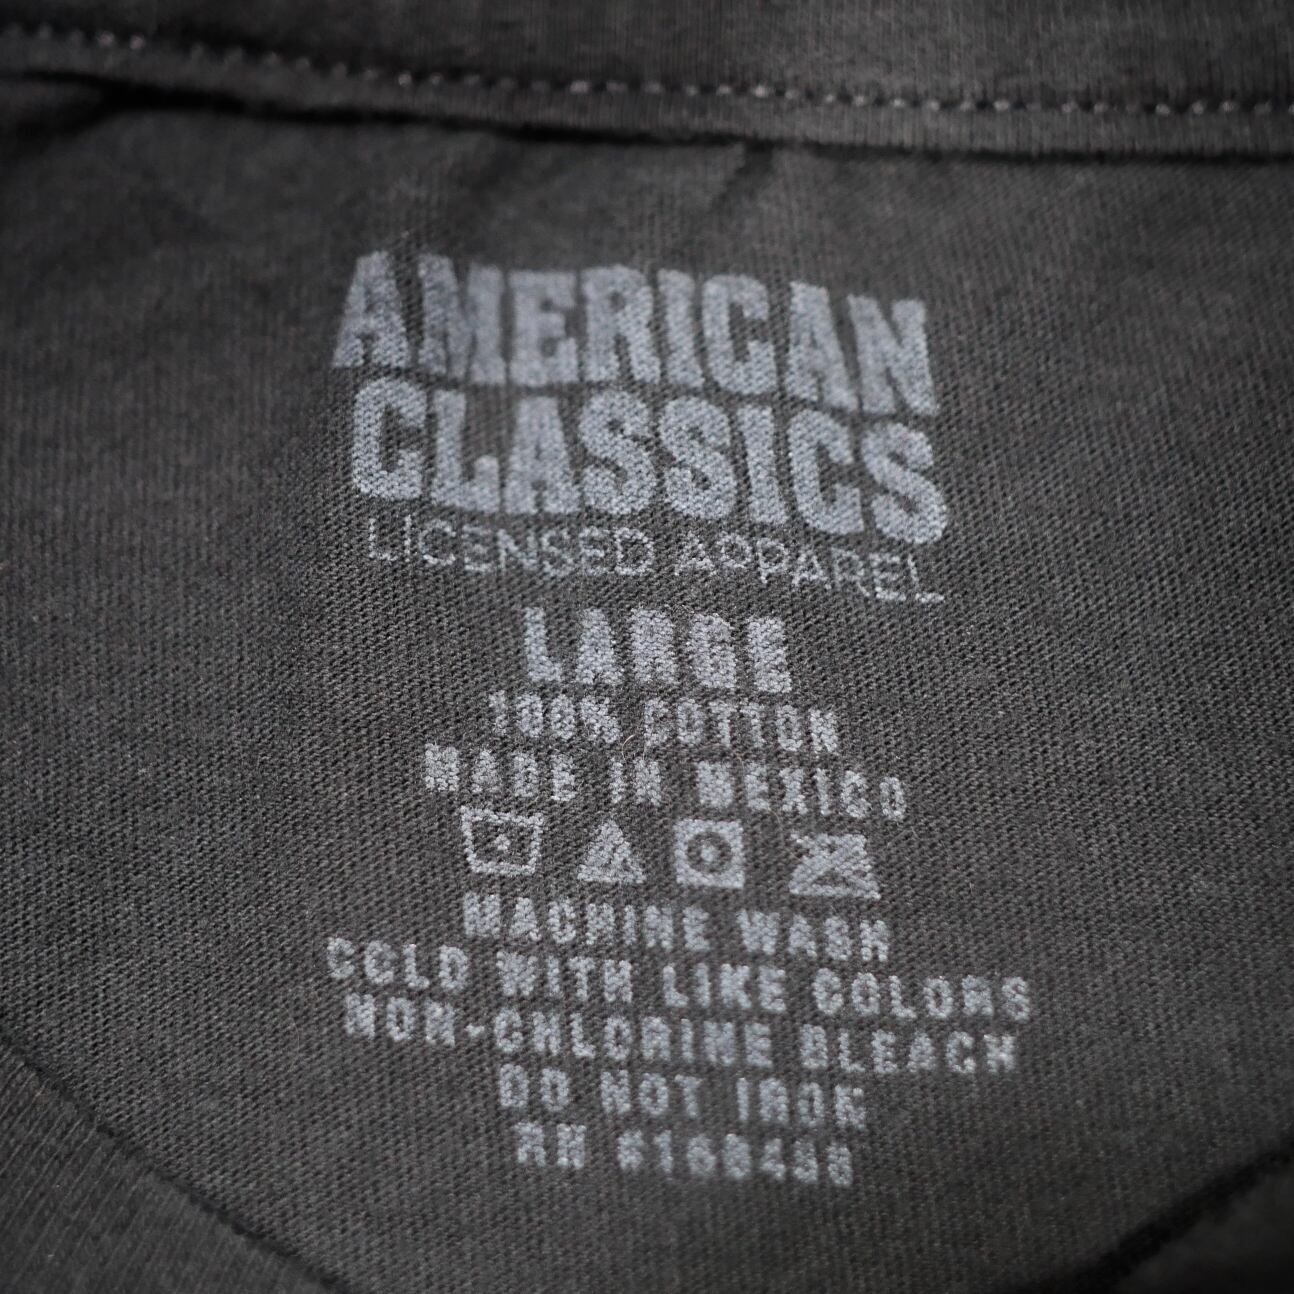 AMERICAN
CLASSICS
LICENSED APPAREL
LARGE
100% COTTON
MADE IN MEXICO
MACHINE WASH
COLD WITH LIKE COLORS
NON-CHLORINE BLEACH
DO NOT IRON
RN